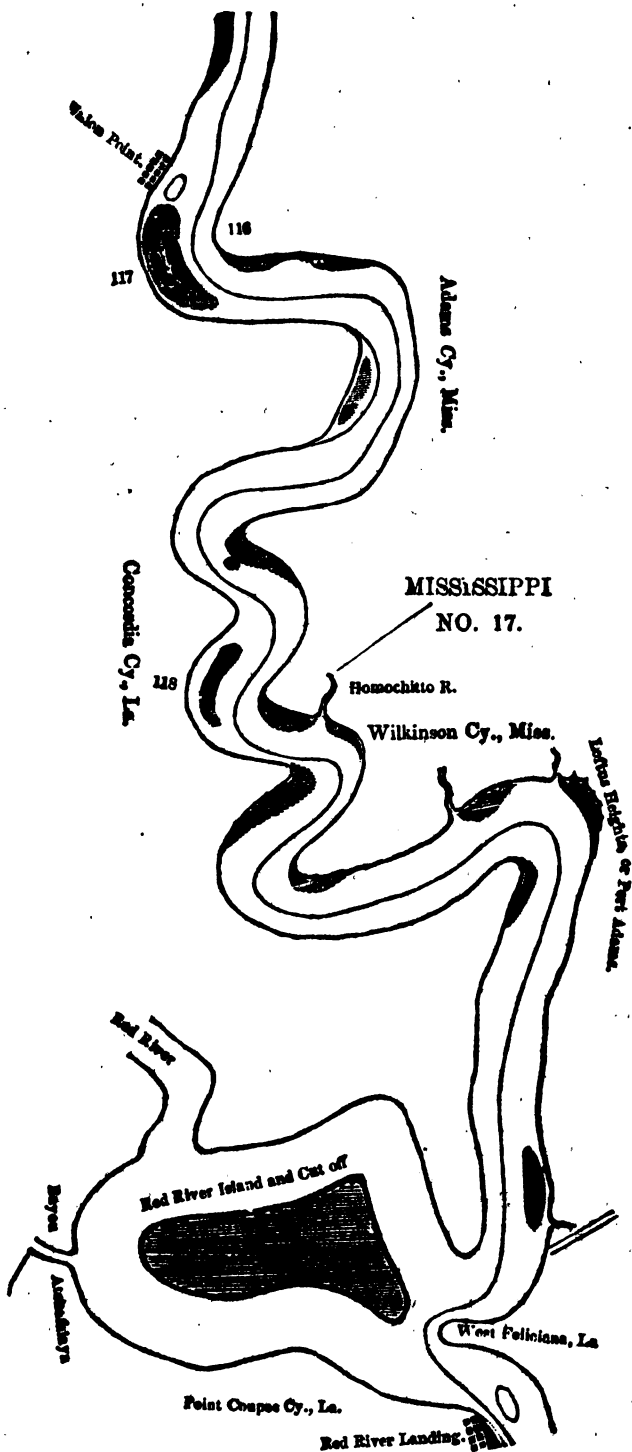 Union Point.
116
117
Adams Cy., Miss.
MISSiSSIPPI
NO. 17.
Concordia Cy., La.
118
Homochitto R.
Wilkinson Cy., Miss.
Loftus Heights or Fort Adams.
Red River
Red River Island and Cut off
Bayou
Atchafalaya
West Feliciana, La
Point Coupee Cy., La.
Red River Landing.